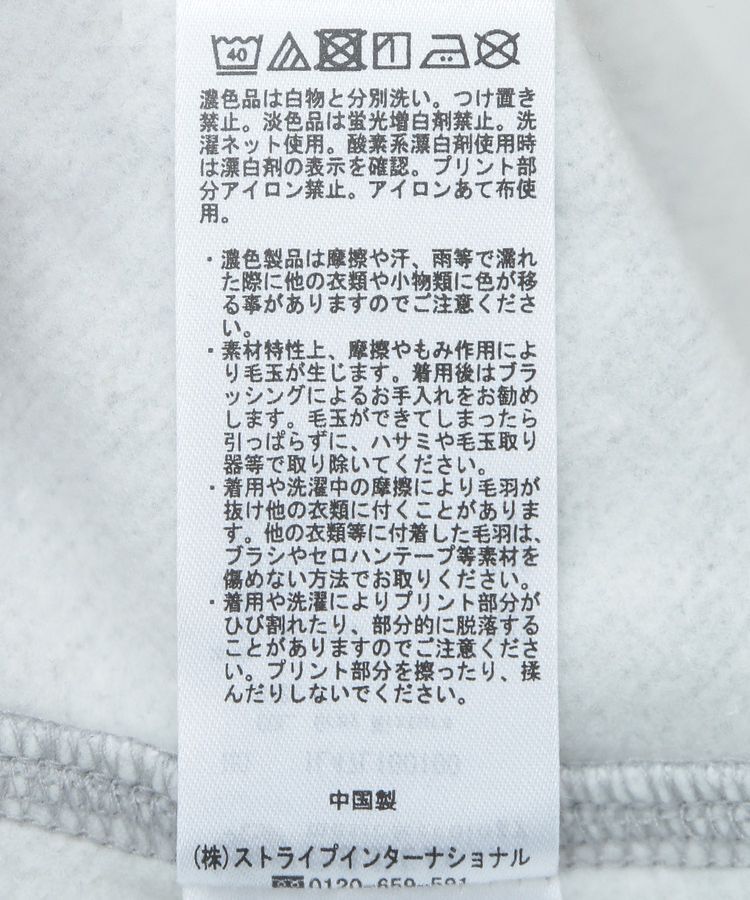 40
濃色品は白物と分別洗い。つけ置き
禁止。淡色品は蛍光増白剤禁止。洗
濯ネット使用。酸素系漂白剤使用時
は漂白剤の表示を確認。プリント部
分アイロン禁止。アイロンあて布使
用。
・濃色製品は摩擦や汗、雨等で濡れ
た際に他の衣類や小物類に色が移
る事がありますのでご注意くださ
い。
・素材特性上、摩擦やもみ作用によ
り毛玉が生じます。着用後はブラ
ッシングによるお手入れをお勧め
します。毛玉ができてしまったら
引っぱらずに、ハサミや毛玉取り
器等で取り除いてください。
・着用や洗濯中の摩擦により毛羽が
抜け他の衣類に付くことがありま
す。他の衣類等に付着した毛羽は、
ブラシやセロハンテープ等素材を
傷めない方法でお取りください。
・着用や洗濯によりプリント部分が
ひび割れたり、部分的に脱落する
ことがありますのでご注意くださ
い。プリント部分を擦ったり、揉
んだりしないでください。
中国製
(株)ストライプインターナショナル
0120-659-581